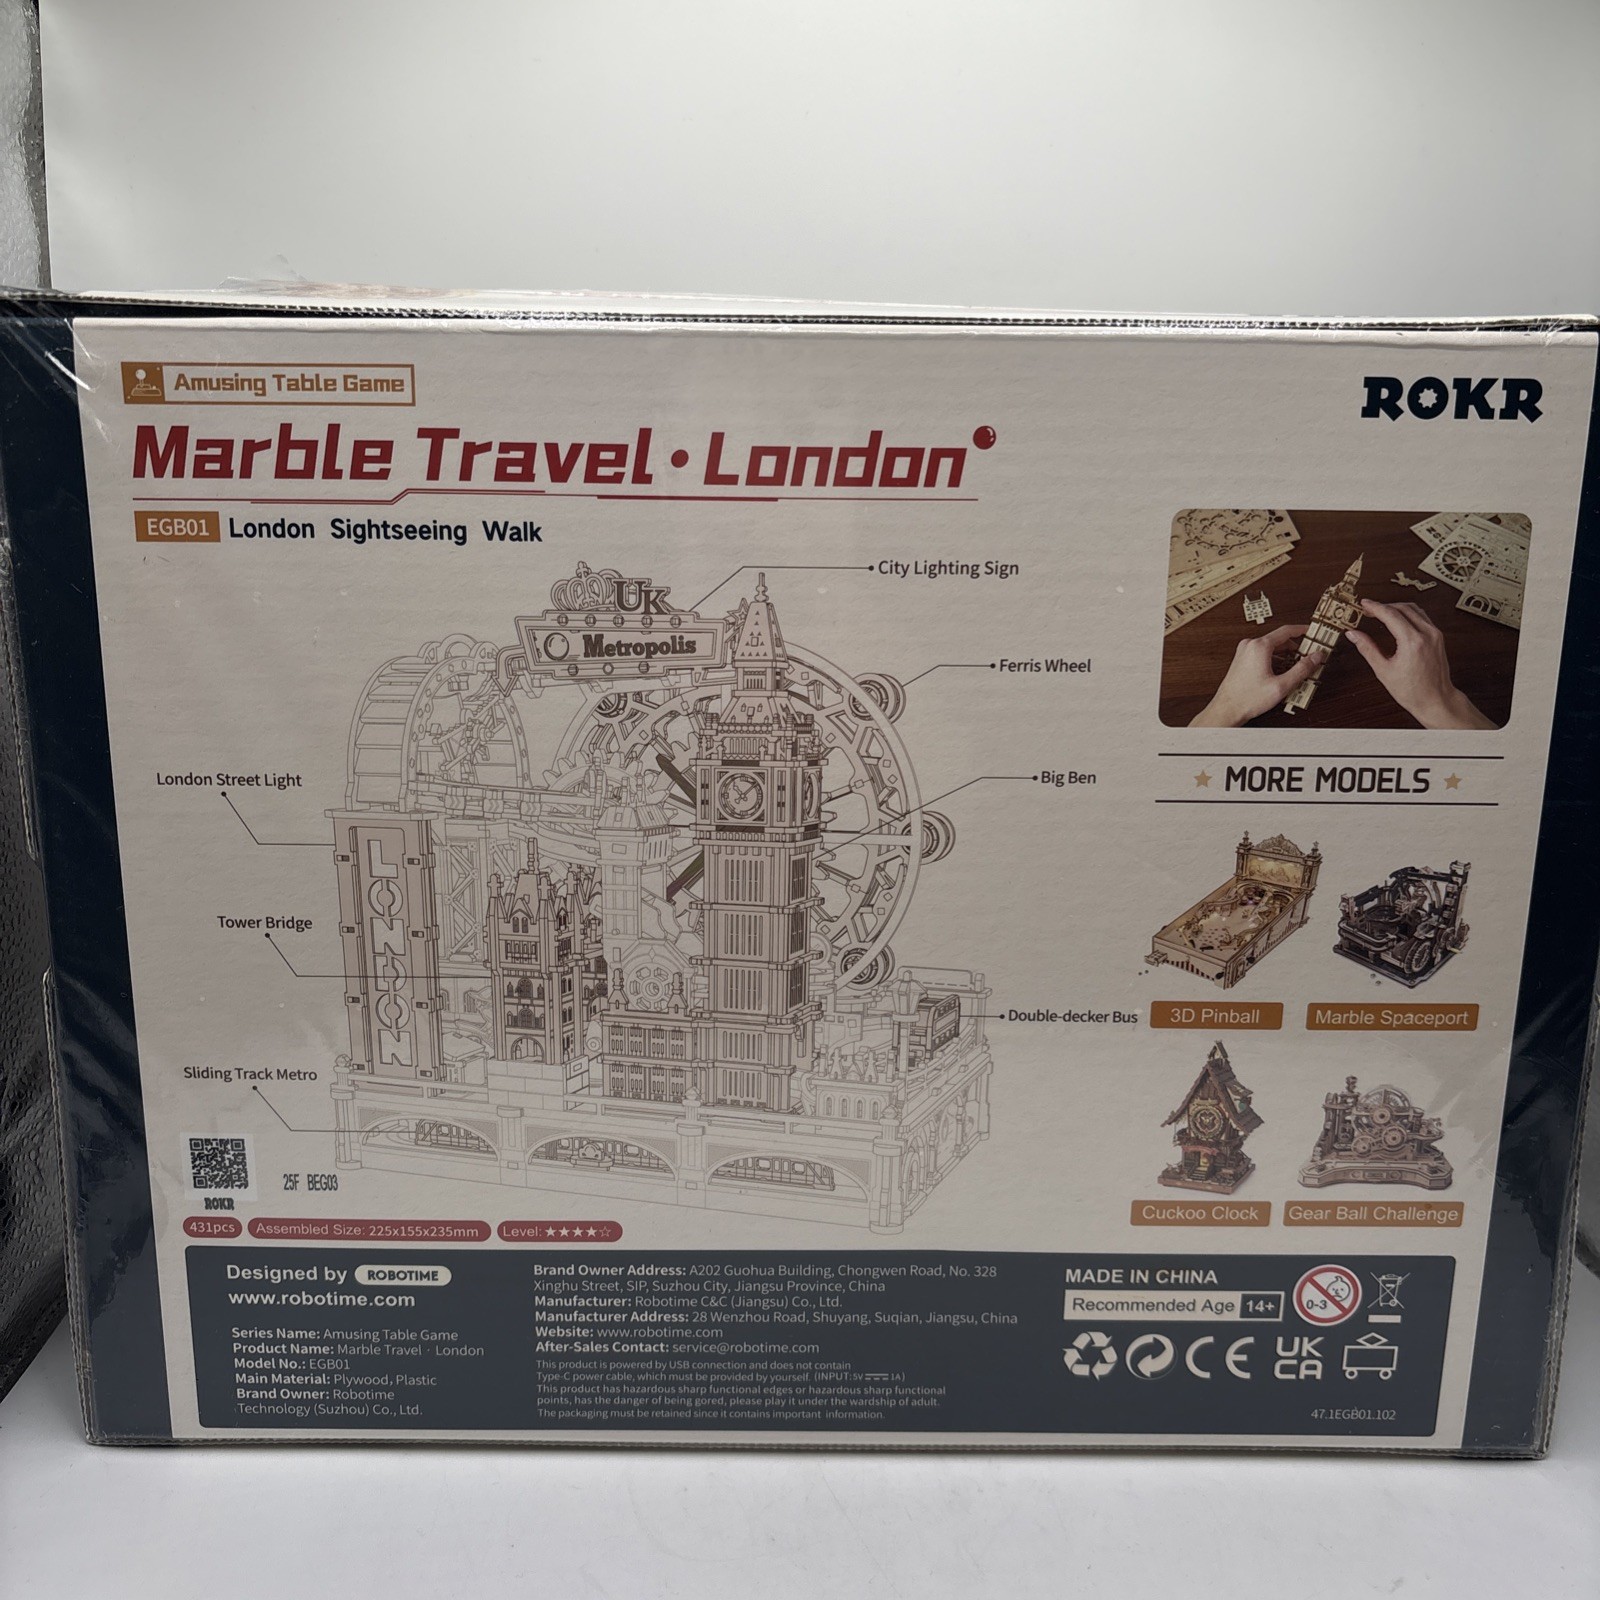 Amusing Table Game
ROKR
Marble Travel · London
EGB01 London Sightseeing Walk
City Lighting Sign
UK
Metropolis
Ferris Wheel
London Street Light
Big Ben
MORE MODELS
LONDON
Tower Bridge
Double-decker Bus
3D Pinball
Marble Spaceport
Sliding Track Metro
ROKR
25F BEG03
Cuckoo Clock
Gear Ball Challenge
431pcs
Assembled Size: 225x155x235mm
Level: ★★★★☆
Designed by ROBOTIME
www.robotime.com
Series Name: Amusing Table Game
Product Name: Marble Travel · London
Model No.: EGB01
Main Material: Plywood, Plastic
Brand Owner: Robotime
Technology (Suzhou) Co., Ltd.
Brand Owner Address: A202 Guohua Building, Chongwen Road, No. 328
Xinghu Street, SIP, Suzhou City, Jiangsu Province, China
Manufacturer: Robotime C&C (Jiangsu) Co., Ltd.
Manufacturer Address: 28 Wenzhou Road, Shuyang, Suqian, Jiangsu, China
Website: www.robotime.com
After-Sales Contact: service@robotime.com
This product is powered by USB connection and does not contain
Type-C power cable, which must be provided by yourself. (INPUT: 5V⎓1A)
This product has hazardous sharp functional edges or hazardous sharp functional
points, has the danger of being gored, please play it under the wardship of adult.
The packaging must be retained since it contains important information.
MADE IN CHINA
Recommended Age 14+
0-3
CE
UK
CA
47.1EGB01.102